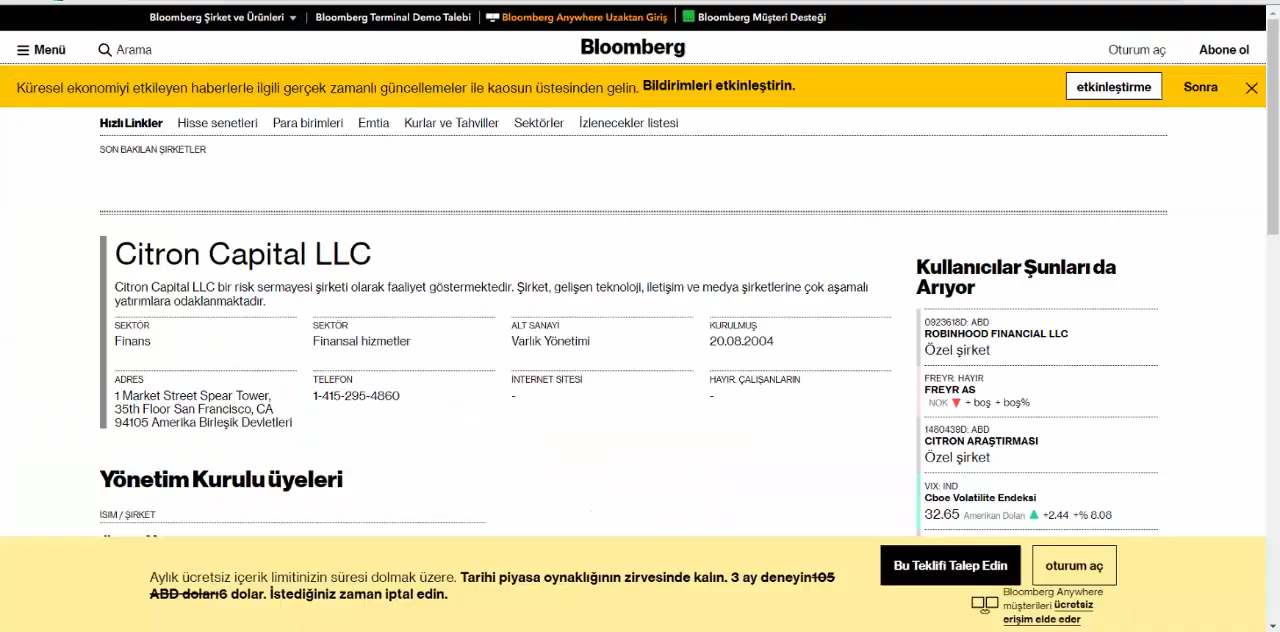 Bloomberg Şirket ve Ürünleri
Bloomberg Terminal Demo Talebi
Bloomberg Anywhere Uzaktan Giriş
Bloomberg Müşteri Desteği
Menü
Arama
Bloomberg
Oturum aç
Abone ol
Küresel ekonomiyi etkileyen haberlerle ilgili gerçek zamanlı güncellemeler ile kaosun üstesinden gelin. Bildirimleri etkinleştirin.
etkinleştirme
Sonra
Hızlı Linkler
Hisse senetleri
Para birimleri
Emtia
Kurlar ve Tahviller
Sektörler
İzlenecekler listesi
SON BAKILAN ŞIRKETLER
Citron Capital LLC
Citron Capital LLC bir risk sermayesi şirketi olarak faaliyet göstermektedir. Şirket, gelişen teknoloji, iletişim ve medya şirketlerine çok aşamalı
yatırımlara odaklanmaktadır.
SEKTÖR
Finans
SEKTÖR
Finansal hizmetler
ALT SANAYİ
Varlık Yönetimi
KURULMUŞ
20.08.2004
ADRES
1 Market Street Spear Tower,
35th Floor San Francisco, CA
94105 Amerika Birleşik Devletleri
TELEFON
1-415-295-4860
İNTERNET SİTESİ
-
HAYIR. ÇALIŞANLARIN
-
Yönetim Kurulu üyeleri
İSIM / ŞIRKET
Kullanıcılar Şunları da
Arıyor
0923618D: ABD
ROBINHOOD FINANCIAL LLC
Özel şirket
FREYR: HAYIR
FREYR AS
NOK ▼ + boş + boş%
1480439D: ABD
CITRON ARAŞTIRMASI
Özel şirket
VIX: IND
Cboe Volatilite Endeksi
32.65 Amerikan Doları ▲ +2.44 +% 8.08
Aylık ücretsiz içerik limitinizin süresi dolmak üzere. Tarihi piyasa oynaklığının zirvesinde kalın. 3 ay deneyin105
ABD doları6 dolar. İstediğiniz zaman iptal edin.
Bu Teklifi Talep Edin
oturum aç
Bloomberg Anywhere
müşterileri ücretsiz
erişim elde eder